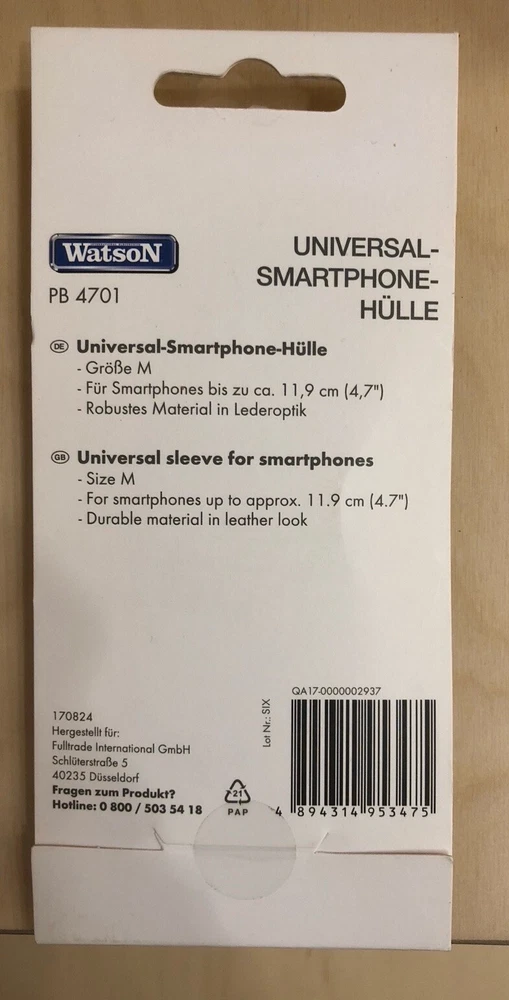 WatsoN
PB 4701
UNIVERSAL-
SMARTPHONE-
HÜLLE
DE Universal-Smartphone-Hülle
- Größe M
- Für Smartphones bis zu ca. 11,9 cm (4,7")
- Robustes Material in Lederoptik
GB Universal sleeve for smartphones
- Size M
- For smartphones up to approx. 11.9 cm (4.7")
- Durable material in leather look
170824
Hergestellt für:
Fulltrade International GmbH
Schlüterstraße 5
40235 Düsseldorf
Fragen zum Produkt?
Hotline: 0 800 / 503 54 18
21
PAP
Lot Nr.: SIX
QA17-0000002937
4 894314 953475